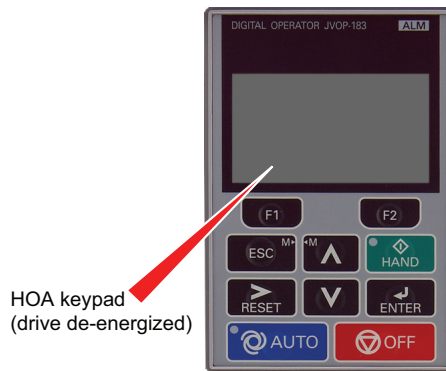 DIGITAL OPERATOR JVOP-183 ALM
F1 F2
ESC M M HAND
RESET ENTER
AUTO OFF
HOA keypad
(drive de-energized)